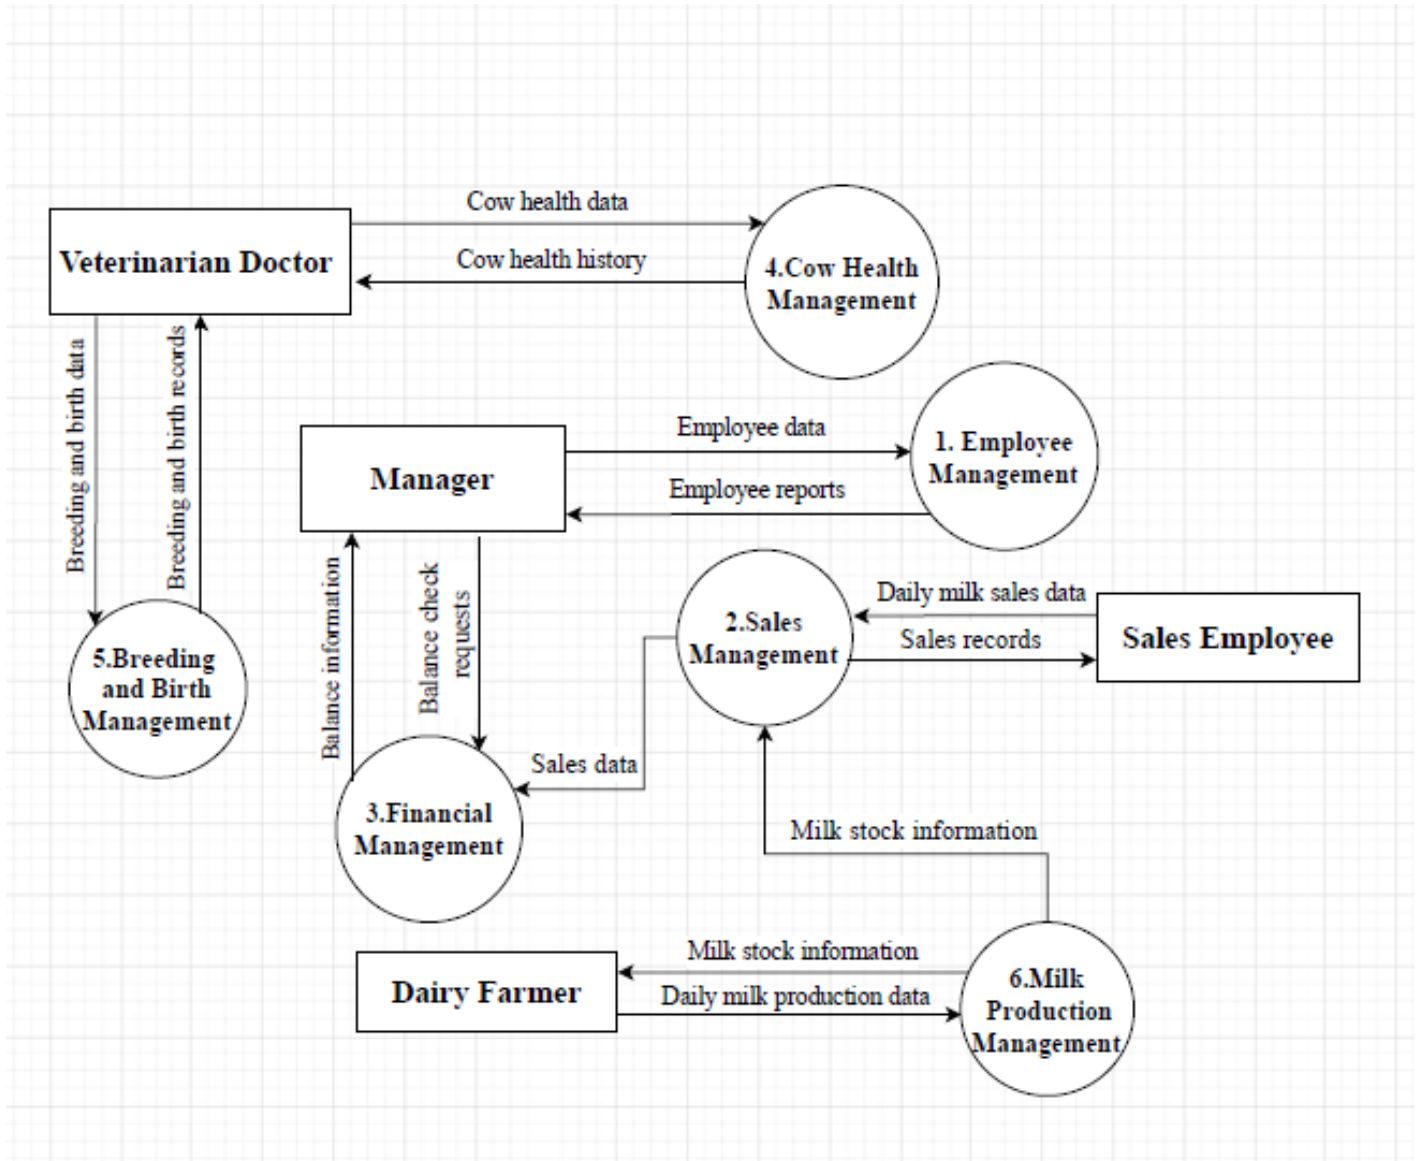 Cow health data
Veterinarian Doctor
Cow health history
4.Cow Health
Management
Breeding and birth data
Breeding and birth records
Employee data
1. Employee
Management
Manager
Employee reports
Balance information
Balance check
requests
2.Sales
Management
Daily milk sales data
Sales records
Sales Employee
5.Breeding
and Birth
Management
Sales data
3.Financial
Management
Milk stock information
Milk stock information
Dairy Farmer
Daily milk production data
6.Milk
Production
Management